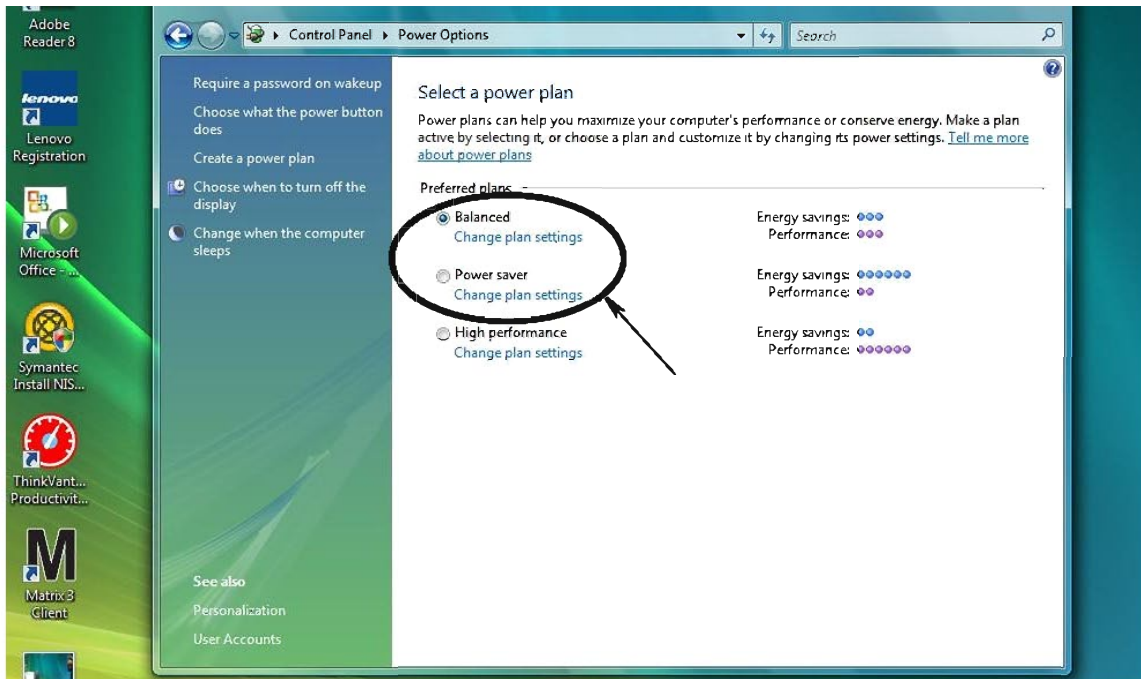 Adobe
Reader 8
lenovo
Lenovo
Registration
Microsoft
Office - ...
Symantec
Install NIS...
ThinkVant...
Productivit...
M
Matrix 3
Client
Control Panel
Power Options
Search
Require a password on wakeup
Choose what the power button
does
Create a power plan
Choose when to turn off the
display
Change when the computer
sleeps
See also
Personalization
User Accounts
Select a power plan
Power plans can help you maximize your computer's performance or conserve energy. Make a plan
active by selecting it, or choose a plan and customize it by changing its power settings. Tell me more
about power plans
Preferred plans
Balanced
Energy savings:
Change plan settings
Performance:
Power saver
Energy savings:
Change plan settings
Performance:
High performance
Energy savings:
Change plan settings
Performance: